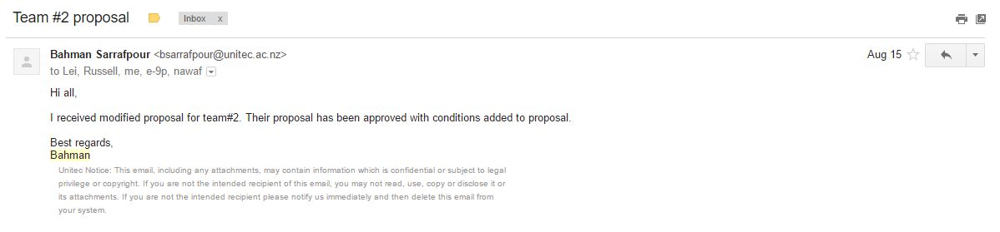 Team #2 proposal Inbox x
Bahman Sarrafpour <bsarrafpour@unitec.ac.nz> Aug 15
to Lei, Russell, me, e-9p, nawaf
Hi all,
I received modified proposal for team#2. Their proposal has been approved with conditions added to proposal.
Best regards,
Bahman
Unitec Notice: This email, including any attachments, may contain information which is confidential or subject to legal
privilege or copyright. If you are not the intended recipient of this email, you may not read, use, copy or disclose it or
its attachments. If you are not the intended recipient please notify us immediately and then delete this email from
your system.